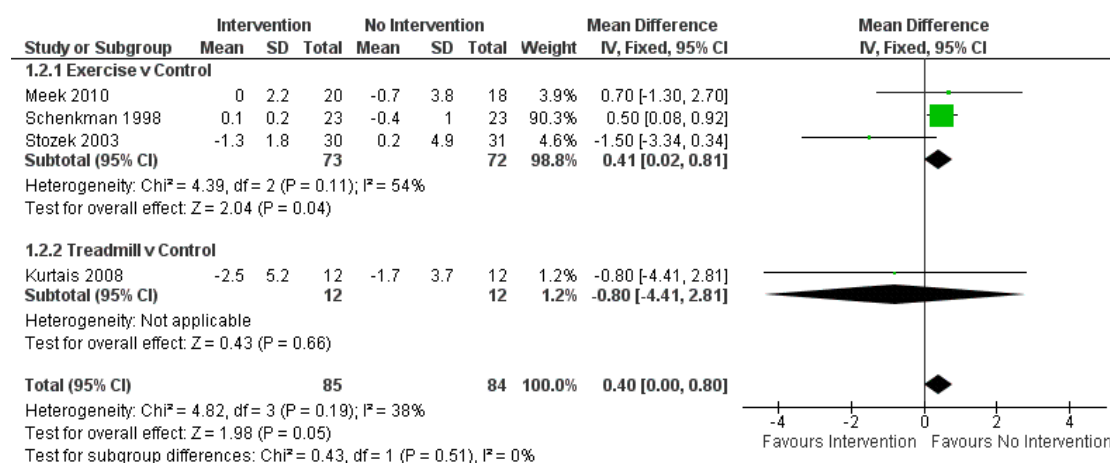 Intervention No Intervention Mean Difference Mean Difference
Study or Subgroup Mean SD Total Mean SD Total Weight IV, Fixed, 95% CI IV, Fixed, 95% CI
1.2.1 Exercise v Control
Meek 2010 0 2.2 20 -0.7 3.8 18 3.9% 0.70 [-1.30, 2.70]
Schenkman 1998 0.1 0.2 23 -0.4 1 23 90.3% 0.50 [0.08, 0.92]
Stozek 2003 -1.3 1.8 30 0.2 4.9 31 4.6% -1.50 [-3.34, 0.34]
Subtotal (95% CI) 73 72 98.8% 0.41 [0.02, 0.81]
Heterogeneity: Chi² = 4.39, df = 2 (P = 0.11); I² = 54%
Test for overall effect: Z = 2.04 (P = 0.04)
1.2.2 Treadmill v Control
Kurtais 2008 -2.5 5.2 12 -1.7 3.7 12 1.2% -0.80 [-4.41, 2.81]
Subtotal (95% CI) 12 12 1.2% -0.80 [-4.41, 2.81]
Heterogeneity: Not applicable
Test for overall effect: Z = 0.43 (P = 0.66)
Total (95% CI) 85 84 100.0% 0.40 [0.00, 0.80]
Heterogeneity: Chi² = 4.82, df = 3 (P = 0.19); I² = 38%
Test for overall effect: Z = 1.98 (P = 0.05)
Test for subgroup differences: Chi² = 0.43, df = 1 (P = 0.51), I² = 0%
-4 -2 0 2 4
Favours Intervention Favours No Intervention